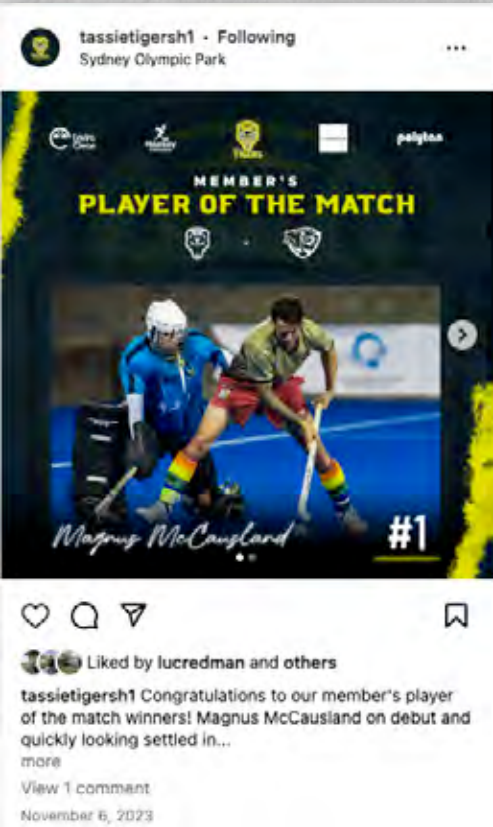 tassietigersh1 · Following
Sydney Olympic Park
TIGERS
polytan
MEMBER'S
PLAYER OF THE MATCH
Magnus McCausland
#1
Liked by lucredman and others
tassietigersh1 Congratulations to our member's player
of the match winners! Magnus McCausland on debut and
quickly looking settled in...
more
View 1 comment
November 6, 2023